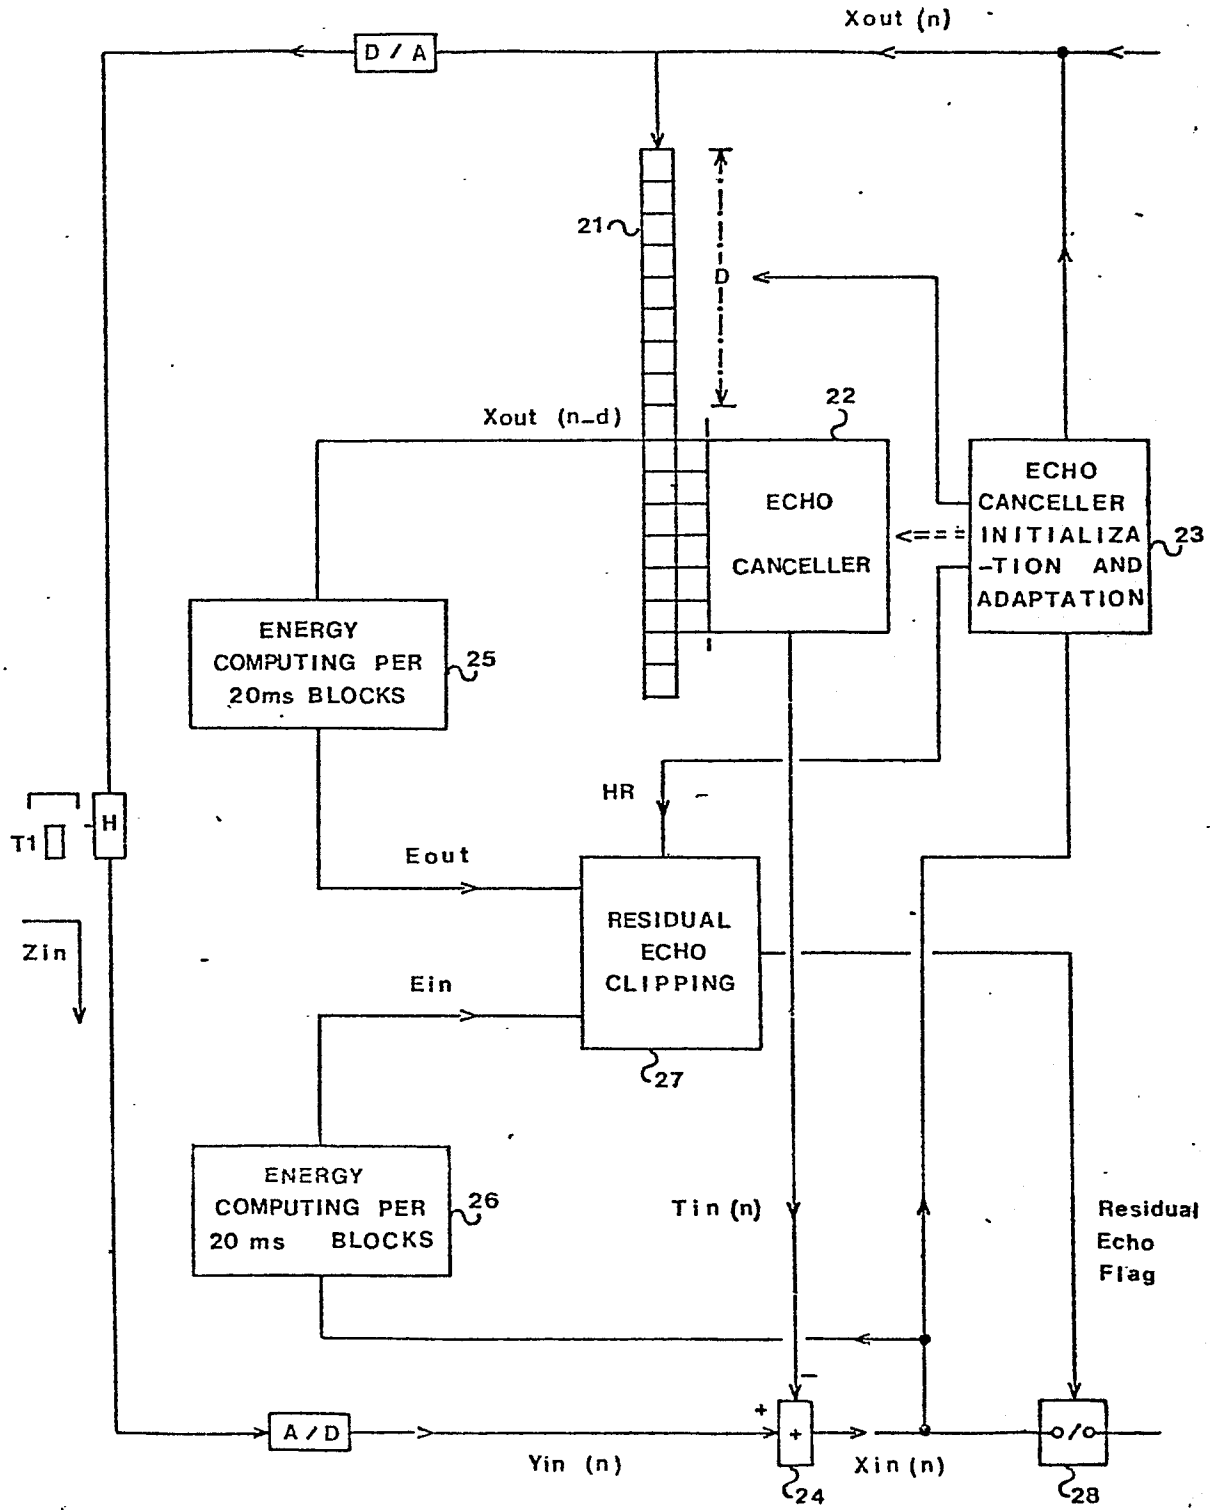 Xout (n)
D / A
21
D
22
Xout (n-d)
ECHO
CANCELLER
ECHO
CANCELLER
INITIALIZA
-TION AND
ADAPTATION
23
ENERGY
COMPUTING PER
20ms BLOCKS
25
HR
-
T1
H
Eout
RESIDUAL
ECHO
CLIPPING
Zin
Ein
27
ENERGY
COMPUTING PER
20 ms BLOCKS
26
Tin (n)
Residual
Echo
Flag
-
+
A / D
+
Yin (n)
Xin (n)
24
28